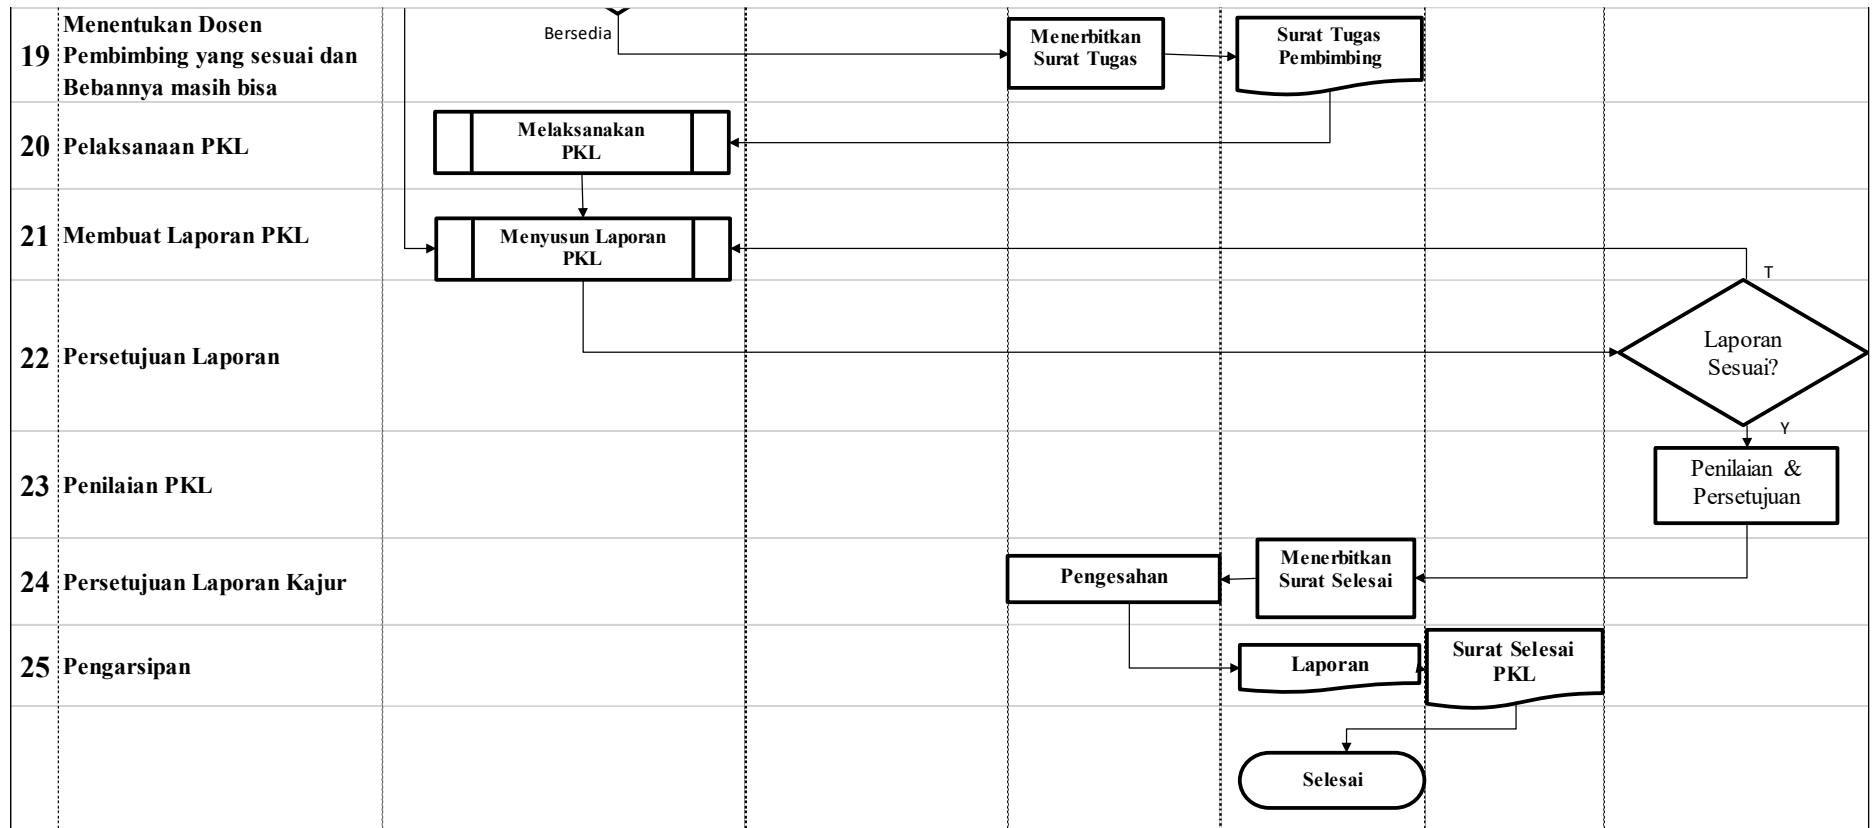 19
Menentukan Dosen
Pembimbing yang sesuai dan
Bebannya masih bisa
Bersedia
Menerbitkan
Surat Tugas
Surat Tugas
Pembimbing
20
Pelaksanaan PKL
Melaksanakan
PKL
21
Membuat Laporan PKL
Menyusun Laporan
PKL
T
22
Persetujuan Laporan
Laporan
Sesuai?
Y
23
Penilaian PKL
Penilaian &
Persetujuan
24
Persetujuan Laporan Kajur
Pengesahan
Menerbitkan
Surat Selesai
25
Pengarsipan
Laporan
Surat Selesai
PKL
Selesai